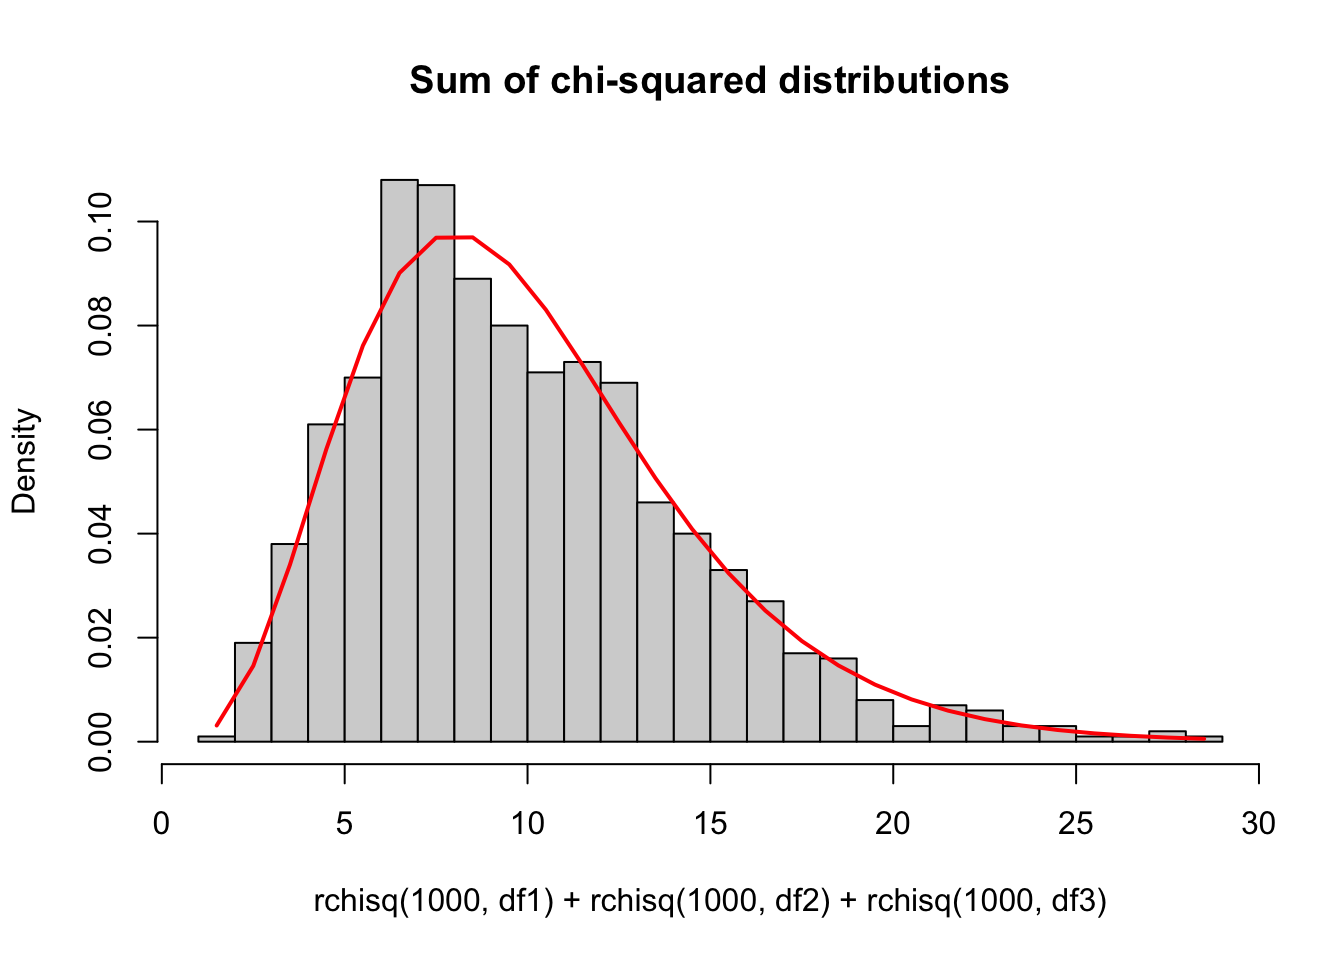 Sum of chi-squared distributions
Density
0.10
0.08
0.06
0.04
0.02
0.00
0 5 10 15 20 25 30
rchisq(1000, df1) + rchisq(1000, df2) + rchisq(1000, df3)